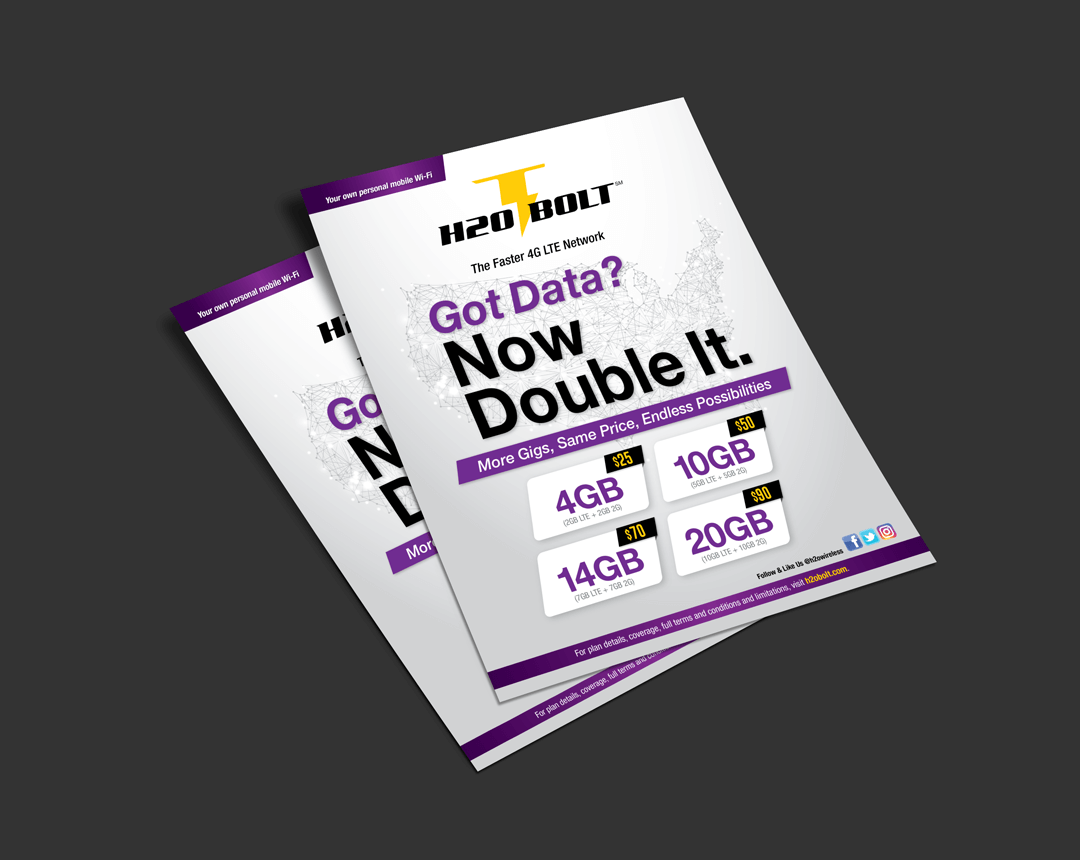 Your own personal mobile Wi-Fi
H2O BOLT SM
The Faster 4G LTE Network
Got Data?
Now
Double It.
More Gigs, Same Price, Endless Possibilities
$25
4GB
(2GB LTE + 2GB 2G)
$50
10GB
(5GB LTE + 5GB 2G)
$70
14GB
(7GB LTE + 7GB 2G)
$90
20GB
(10GB LTE + 10GB 2G)
Follow & Like Us @h2owireless
For plan details, coverage, full terms and conditions and limitations, visit h2obolt.com.
Your own personal mobile Wi-Fi
H2
Go
N
D
Mor
For plan details, coverage, full terms and con